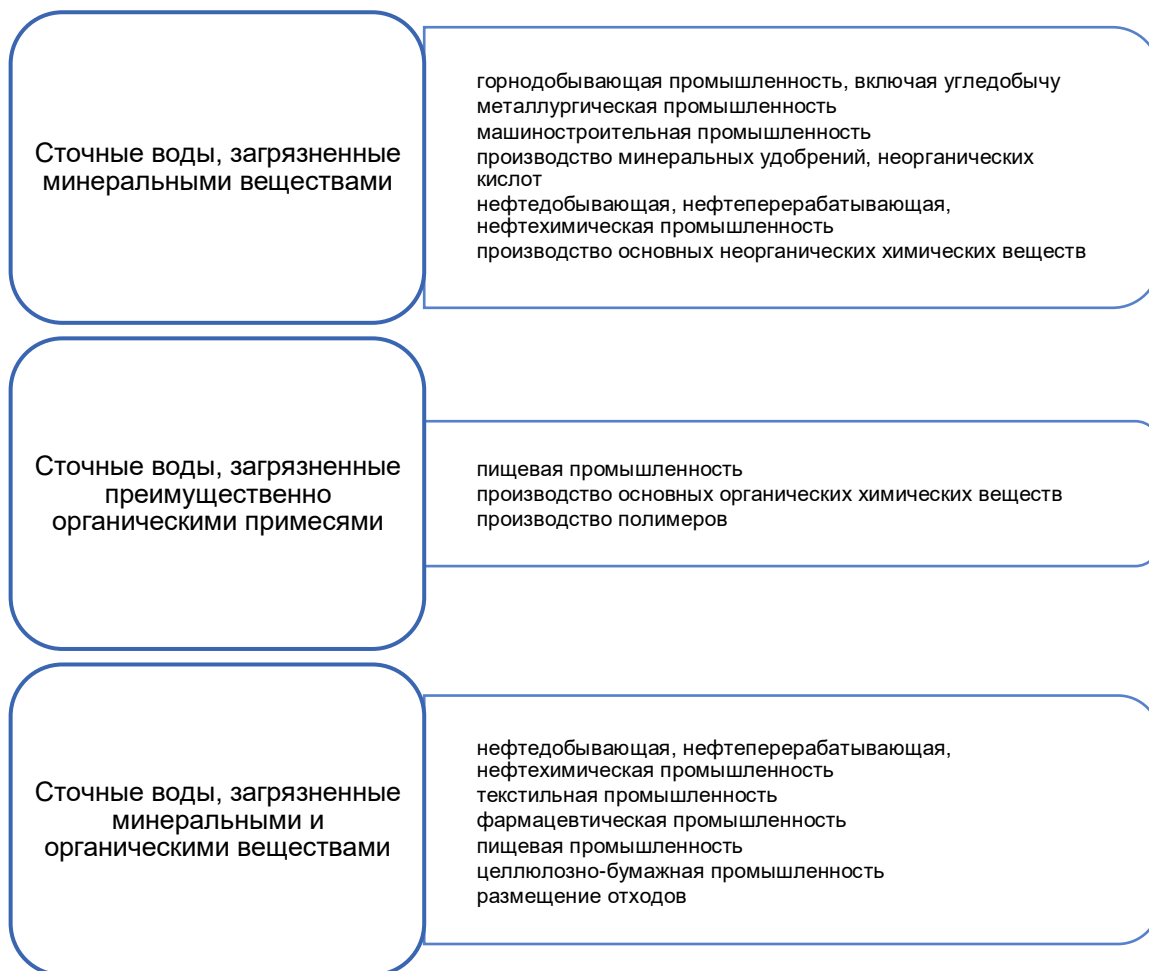 Сточные воды, загрязненные
минеральными веществами
горнодобывающая промышленность, включая угледобычу
металлургическая промышленность
машиностроительная промышленность
производство минеральных удобрений, неорганических
кислот
нефтедобывающая, нефтеперерабатывающая,
нефтехимическая промышленность
производство основных неорганических химических веществ
Сточные воды, загрязненные
преимущественно
органическими примесями
пищевая промышленность
производство основных органических химических веществ
производство полимеров
Сточные воды, загрязненные
минеральными и
органическими веществами
нефтедобывающая, нефтеперерабатывающая,
нефтехимическая промышленность
текстильная промышленность
фармацевтическая промышленность
пищевая промышленность
целлюлозно-бумажная промышленность
размещение отходов